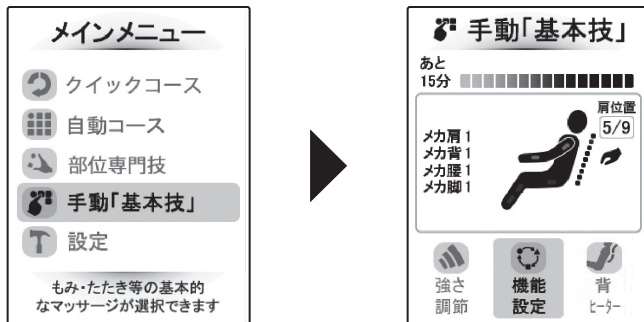 メインメニュー
クイックコース
自動コース
部位専門技
手動「基本技」
設定
もみ・たたき等の基本的
なマッサージが選択できます
手動「基本技」
あと
15分
肩位置
5/9
メカ肩 1
メカ背 1
メカ腰 1
メカ脚 1
強さ
調節
機能
設定
背
ヒーター